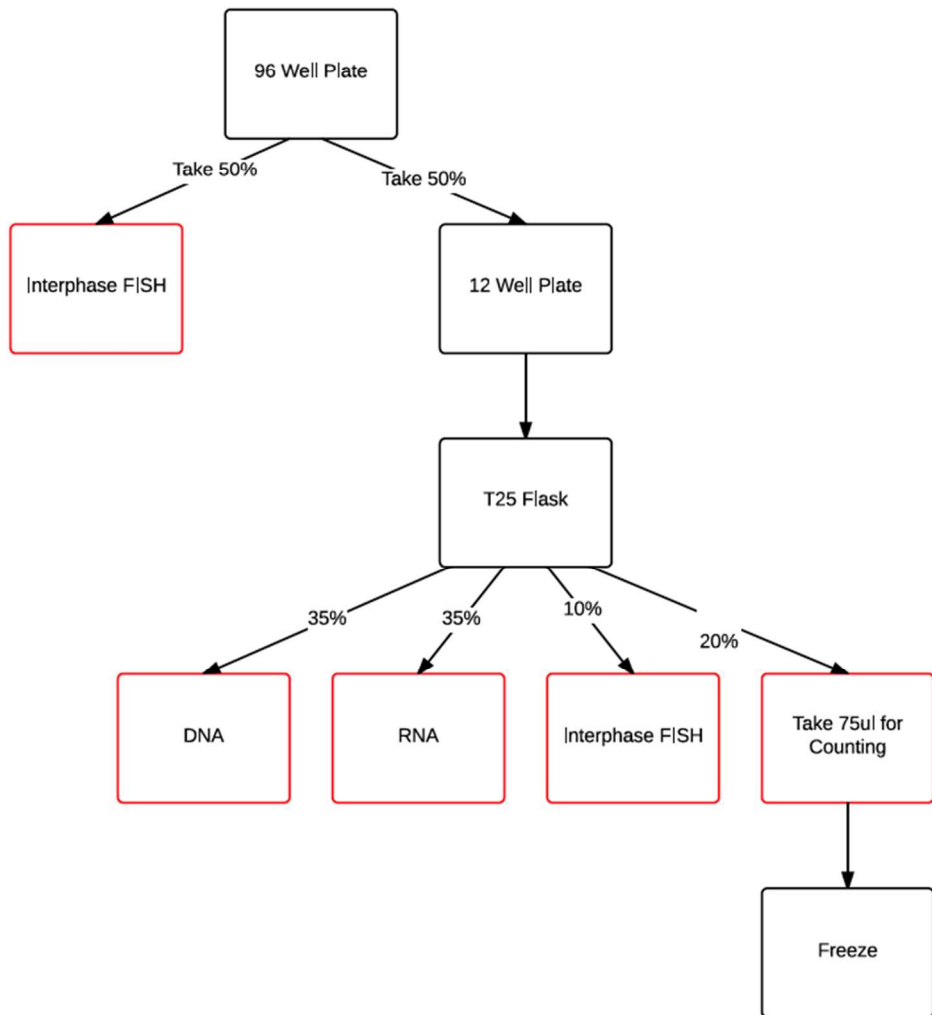 96 Well Plate
Take 50%
Take 50%
Interphase FISH
12 Well Plate
T25 Flask
35%
35%
10%
20%
DNA
RNA
Interphase FISH
Take 75ul for
Counting
Freeze